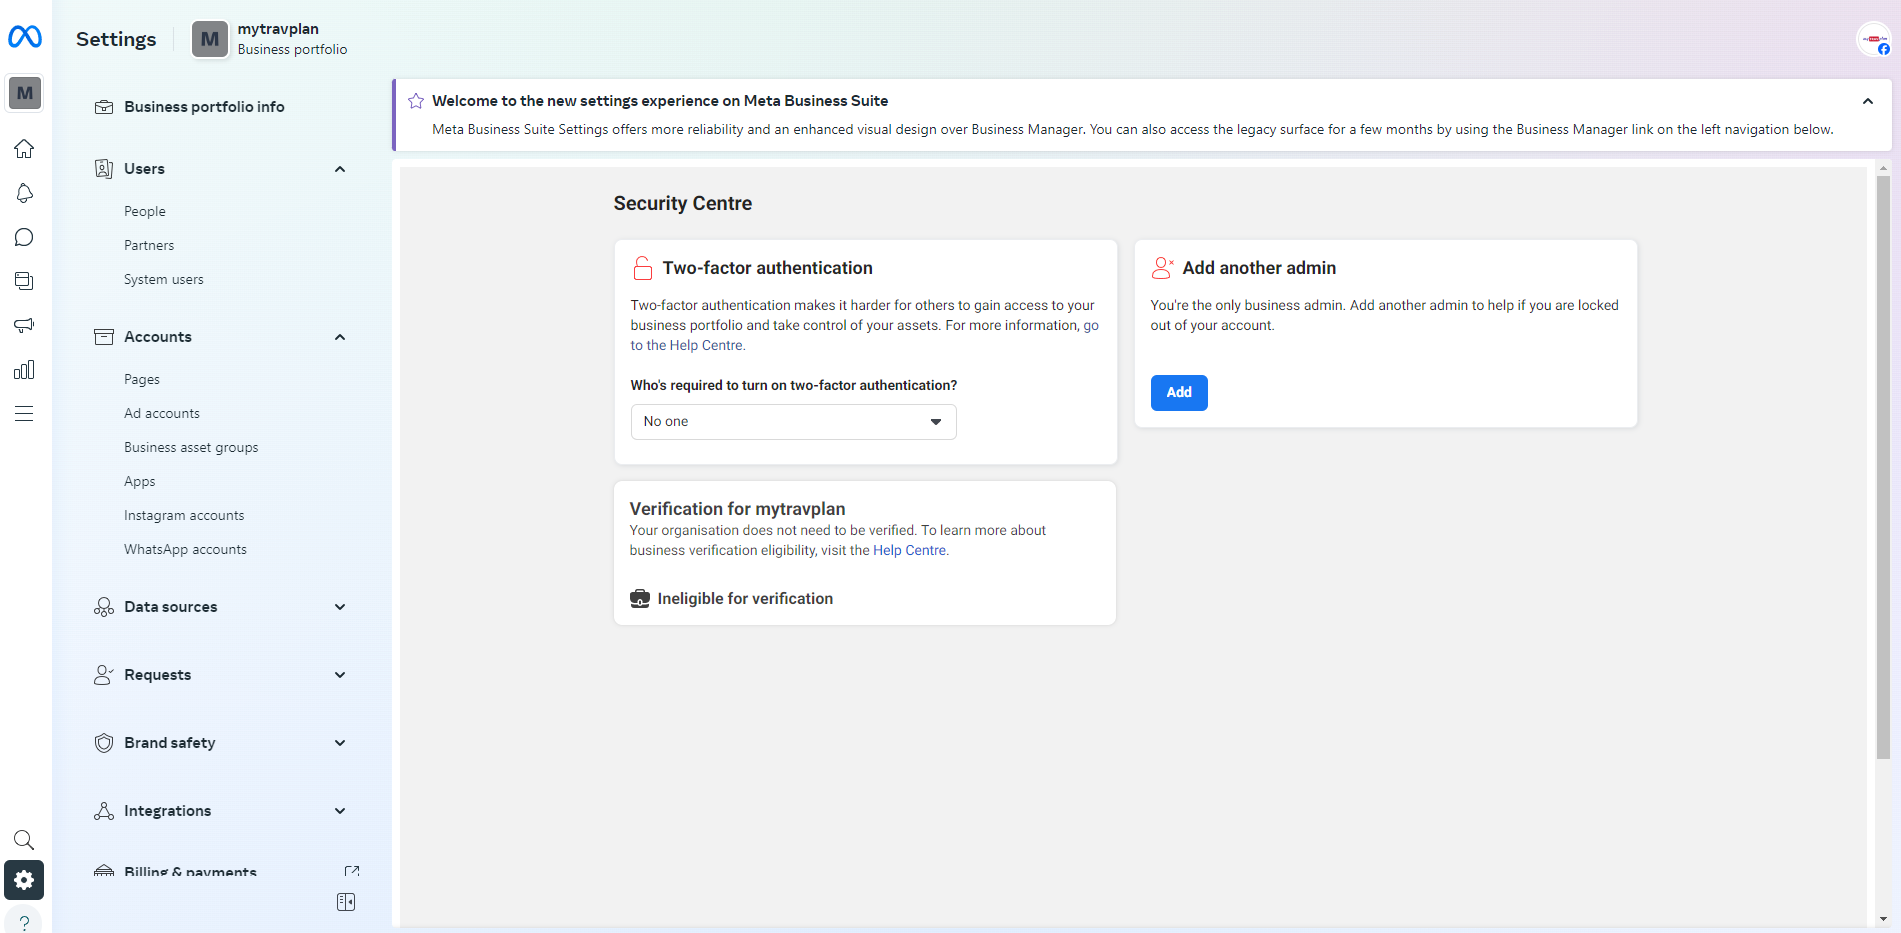 Settings
M
mytravplan
Business portfolio
M
Business portfolio info
Users
People
Partners
System users
Accounts
Pages
Ad accounts
Business asset groups
Apps
Instagram accounts
WhatsApp accounts
Data sources
Requests
Brand safety
Integrations
Billing & payments
?
Welcome to the new settings experience on Meta Business Suite
Meta Business Suite Settings offers more reliability and an enhanced visual design over Business Manager. You can also access the legacy surface for a few months by using the Business Manager link on the left navigation below.
Security Centre
Two-factor authentication
Two-factor authentication makes it harder for others to gain access to your
business portfolio and take control of your assets. For more information, go
to the Help Centre.
Who's required to turn on two-factor authentication?
No one
Add another admin
You're the only business admin. Add another admin to help if you are locked
out of your account.
Add
Verification for mytravplan
Your organisation does not need to be verified. To learn more about
business verification eligibility, visit the Help Centre.
Ineligible for verification